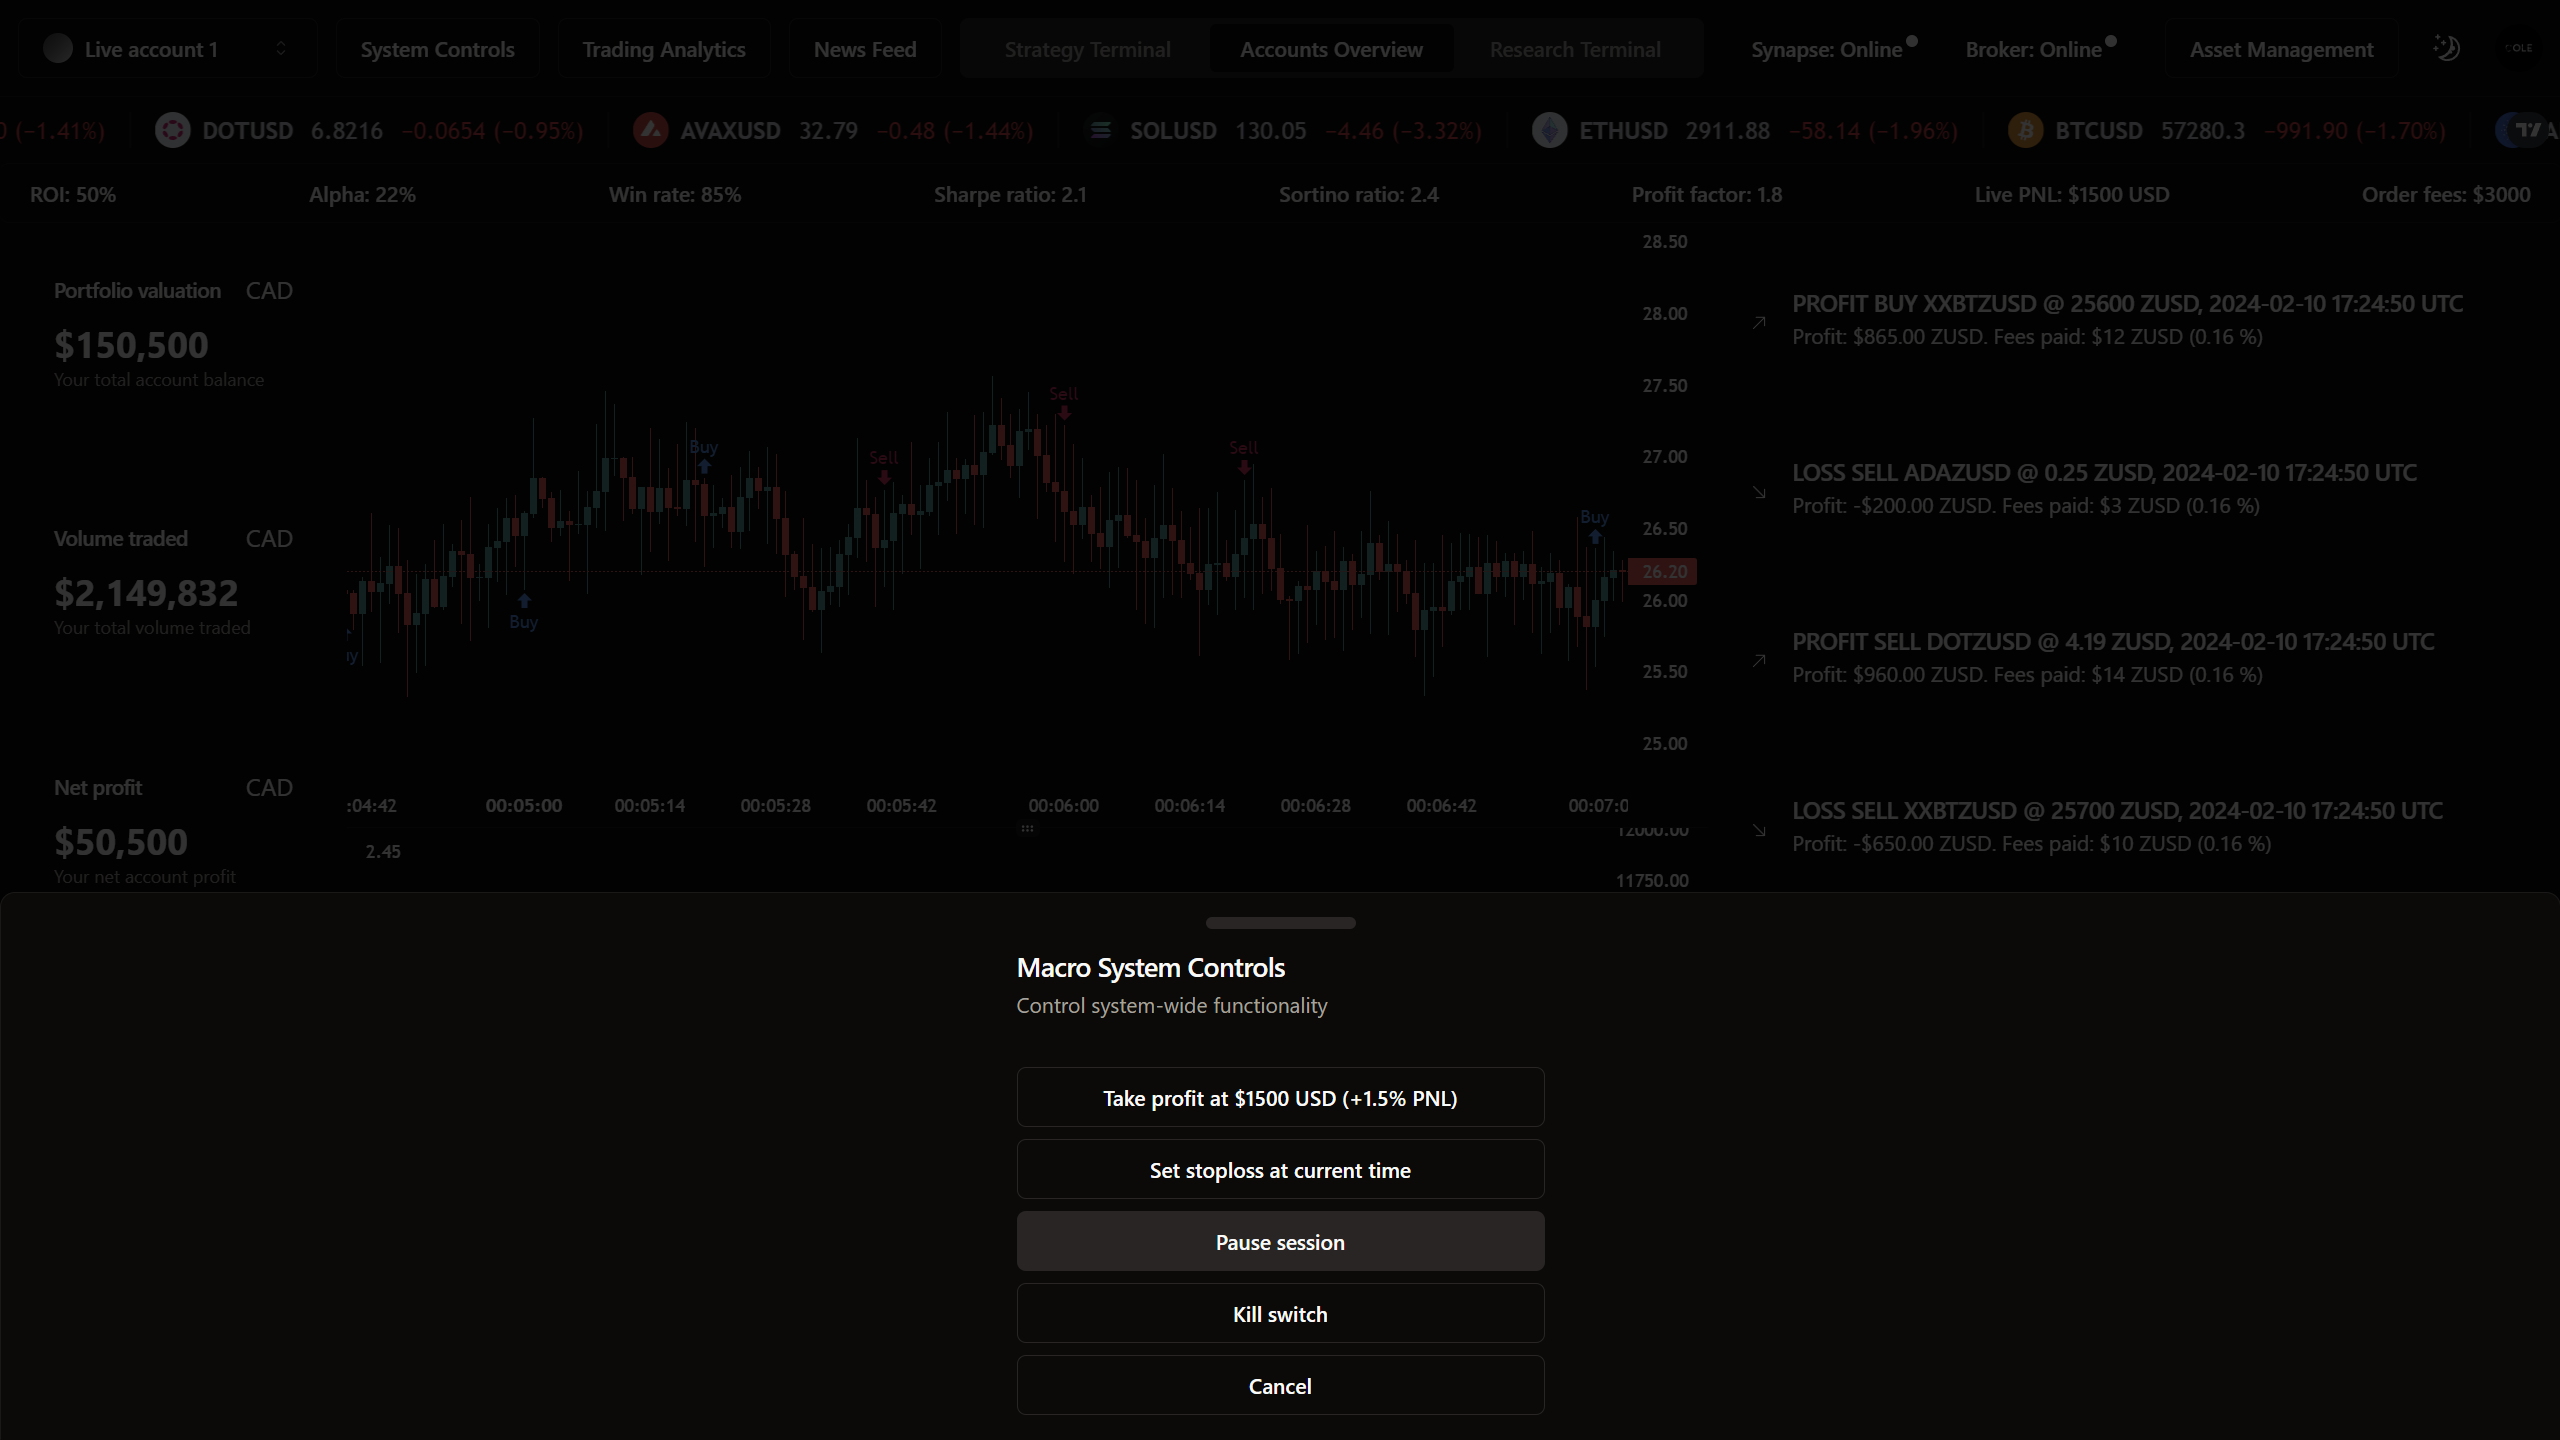 Live account 1
System Controls
Trading Analytics
News Feed
Strategy Terminal
Accounts Overview
Research Terminal
Synapse: Online
Broker: Online
Asset Management
(−1.41%)
DOTUSD 6.8216 −0.0654 (−0.95%)
AVAXUSD 32.79 −0.48 (−1.44%)
SOLUSD 130.05 −4.46 (−3.32%)
ETHUSD 2911.88 −58.14 (−1.96%)
BTCUSD 57280.3 −991.90 (−1.70%)
ROI: 50%
Alpha: 22%
Win rate: 85%
Sharpe ratio: 2.1
Sortino ratio: 2.4
Profit factor: 1.8
Live PNL: $1500 USD
Order fees: $3000
Portfolio valuation CAD
$150,500
Your total account balance
Volume traded CAD
$2,149,832
Your total volume traded
Net profit CAD
$50,500
Your net account profit
Buy
Buy
Sell
Sell
Sell
Buy
28.50
28.00
27.50
27.00
26.50
26.20
26.00
25.50
25.00
:04:42
00:05:00
00:05:14
00:05:28
00:05:42
00:06:00
00:06:14
00:06:28
00:06:42
00:07:0
2.45
12000.00
11750.00
PROFIT BUY XXBTZUSD @ 25600 ZUSD, 2024-02-10 17:24:50 UTC
Profit: $865.00 ZUSD. Fees paid: $12 ZUSD (0.16 %)
LOSS SELL ADAZUSD @ 0.25 ZUSD, 2024-02-10 17:24:50 UTC
Profit: -$200.00 ZUSD. Fees paid: $3 ZUSD (0.16 %)
PROFIT SELL DOTZUSD @ 4.19 ZUSD, 2024-02-10 17:24:50 UTC
Profit: $960.00 ZUSD. Fees paid: $14 ZUSD (0.16 %)
LOSS SELL XXBTZUSD @ 25700 ZUSD, 2024-02-10 17:24:50 UTC
Profit: -$650.00 ZUSD. Fees paid: $10 ZUSD (0.16 %)
Macro System Controls
Control system-wide functionality
Take profit at $1500 USD (+1.5% PNL)
Set stoploss at current time
Pause session
Kill switch
Cancel